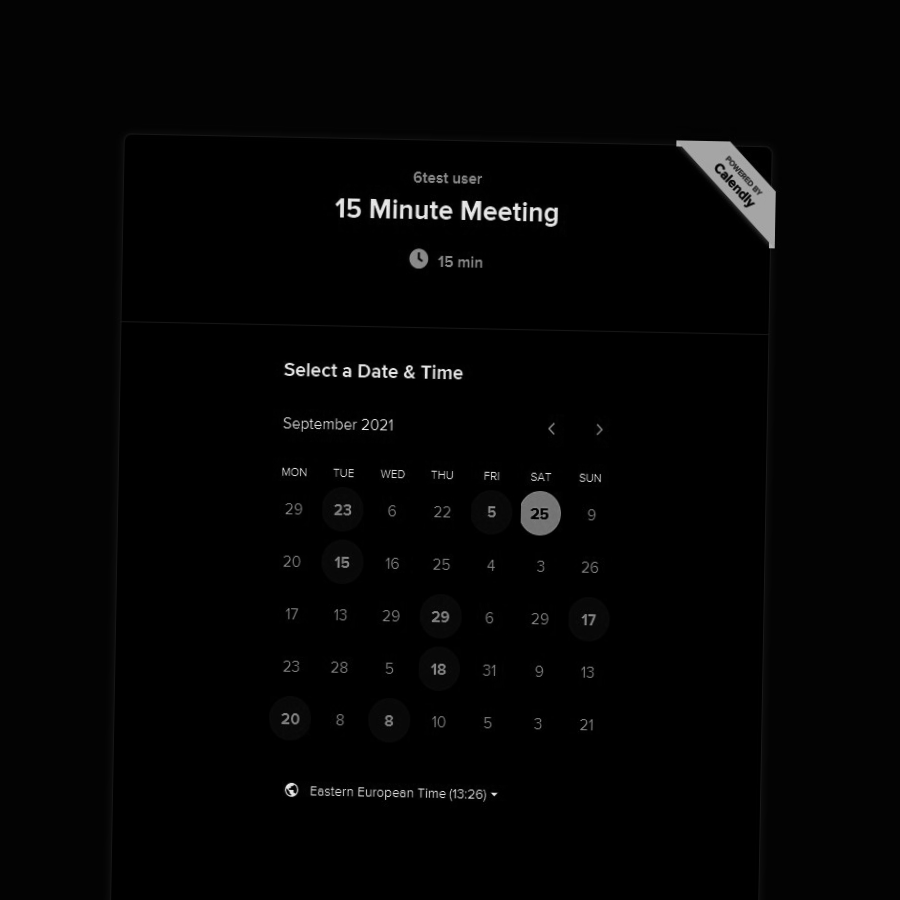 POWERED BY
Calendly
6test user
15 Minute Meeting
15 min
Select a Date & Time
September 2021
MON TUE WED THU FRI SAT SUN
29 23 6 22 5 25 9
20 15 16 25 4 3 26
17 13 29 29 6 29 17
23 28 5 18 31 9 13
20 8 8 10 5 3 21
Eastern European Time (13:26)